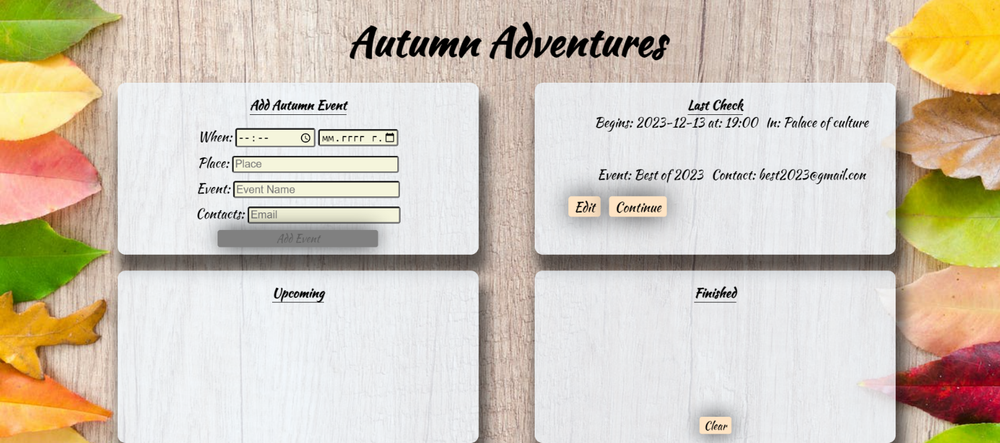 Autumn Adventures
Add Autumn Event
When: --:-- мм.гггг г.
Place: Place
Event: Event Name
Contacts: Email
Add Event
Last Check
Begins: 2023-12-13 at: 19:00 In: Palace of culture
Event: Best of 2023 Contact: best2023@gmail.con
Edit Continue
Upcoming
Finished
Clear